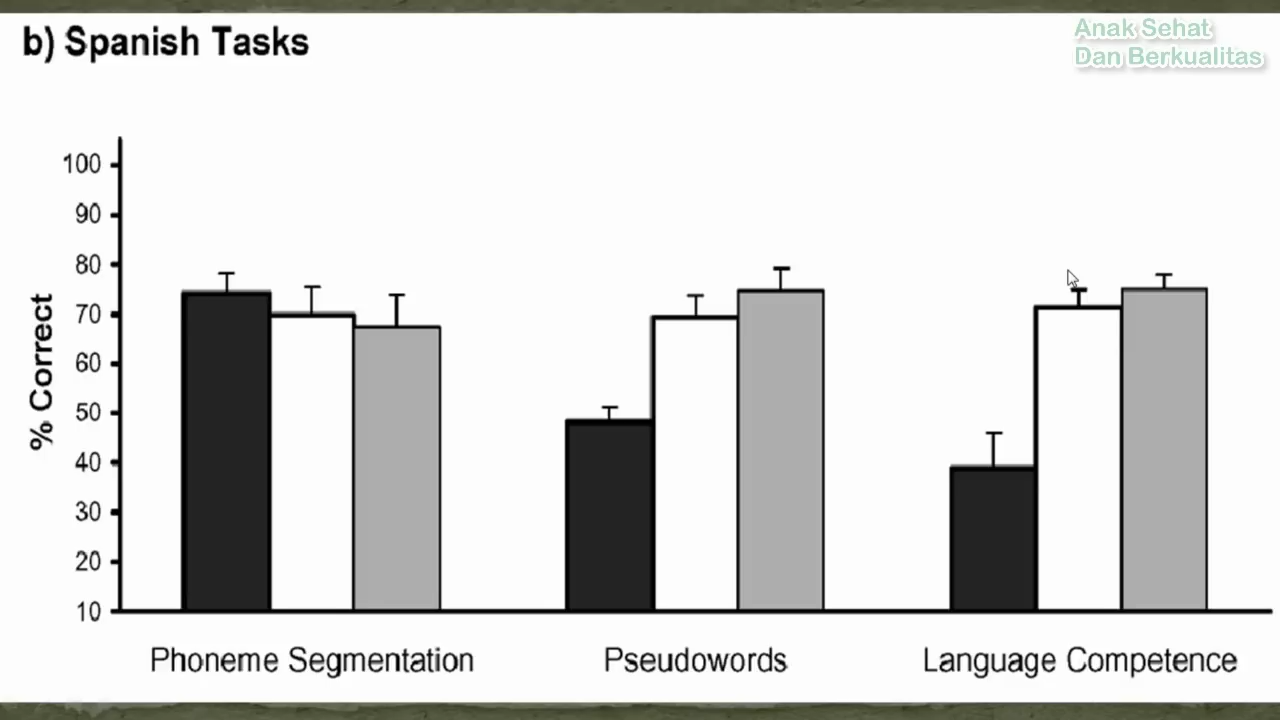 b) Spanish Tasks
Anak Sehat
Dan Berkualitas
% Correct
100
90
80
70
60
50
40
30
20
10
Phoneme Segmentation
Pseudowords
Language Competence